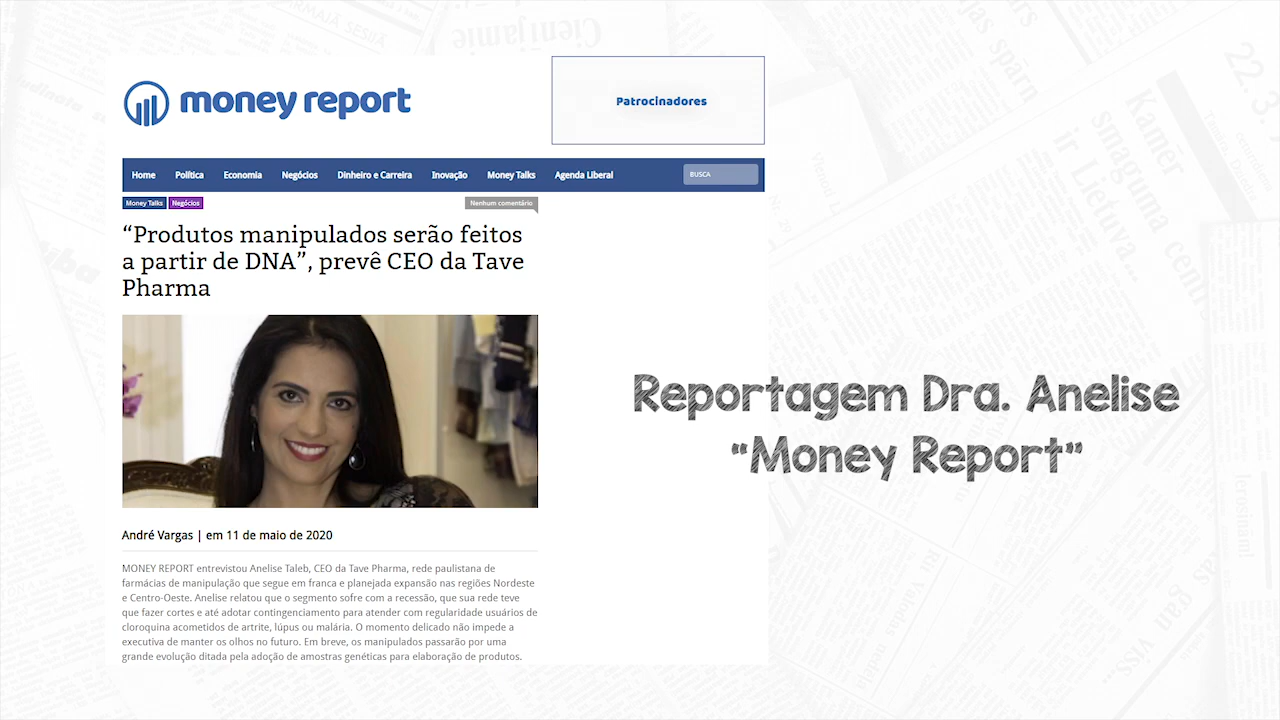 money report
Patrocinadores
Home Política Economia Negócios Dinheiro e Carreira Inovação Money Talks Agenda Liberal BUSCA
Money Talks Negócios Nenhum comentário
“Produtos manipulados serão feitos
a partir de DNA”, prevê CEO da Tave
Pharma
André Vargas | em 11 de maio de 2020
MONEY REPORT entrevistou Anelise Taleb, CEO da Tave Pharma, rede paulistana de
farmácias de manipulação que segue em franca e planejada expansão nas regiões Nordeste
e Centro-Oeste. Anelise relatou que o segmento sofre com a recessão, que sua rede teve
que fazer cortes e até adotar contingenciamento para atender com regularidade usuários de
cloroquina acometidos de artrite, lúpus ou malária. O momento delicado não impede a
executiva de manter os olhos no futuro. Em breve, os manipulados passarão por uma
grande evolução ditada pela adoção de amostras genéticas para elaboração de produtos.
Reportagem Dra. Anelise
“Money Report”
Cienijamie
22. 3.
Kamer